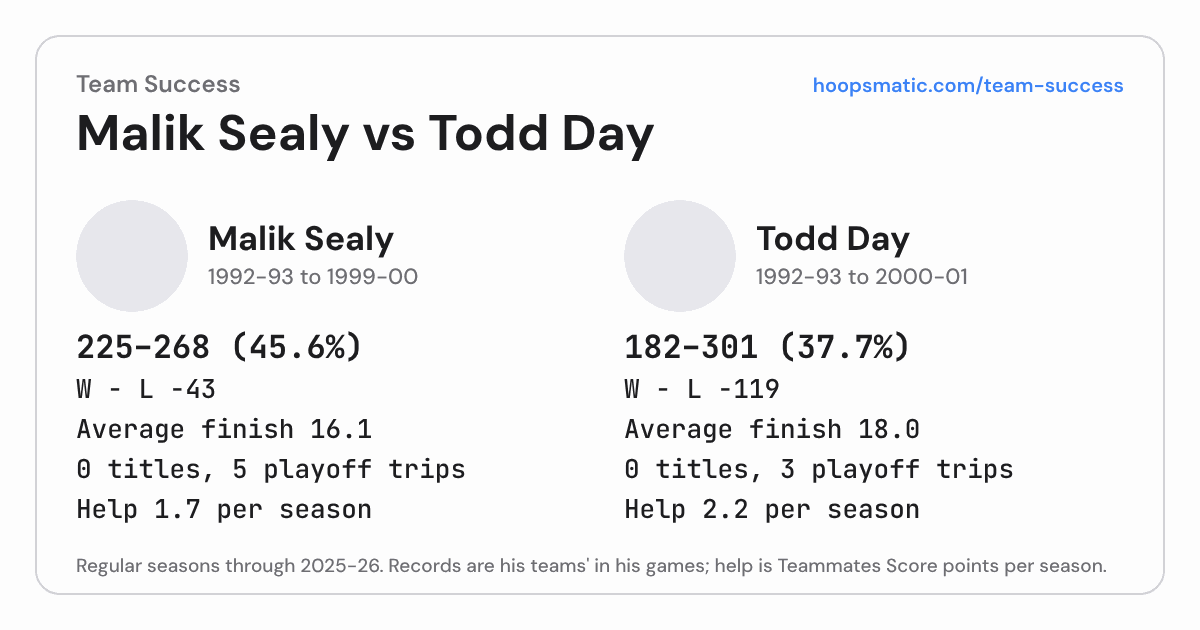 Team Success
hoopsmatic.com/team-success
Malik Sealy vs Todd Day
Malik Sealy
1992-93 to 1999-00
225-268 (45.6%)
W - L -43
Average finish 16.1
0 titles, 5 playoff trips
Help 1.7 per season
Todd Day
1992-93 to 2000-01
182-301 (37.7%)
W - L -119
Average finish 18.0
0 titles, 3 playoff trips
Help 2.2 per season
Regular seasons through 2025-26. Records are his teams' in his games; help is Teammates Score points per season.